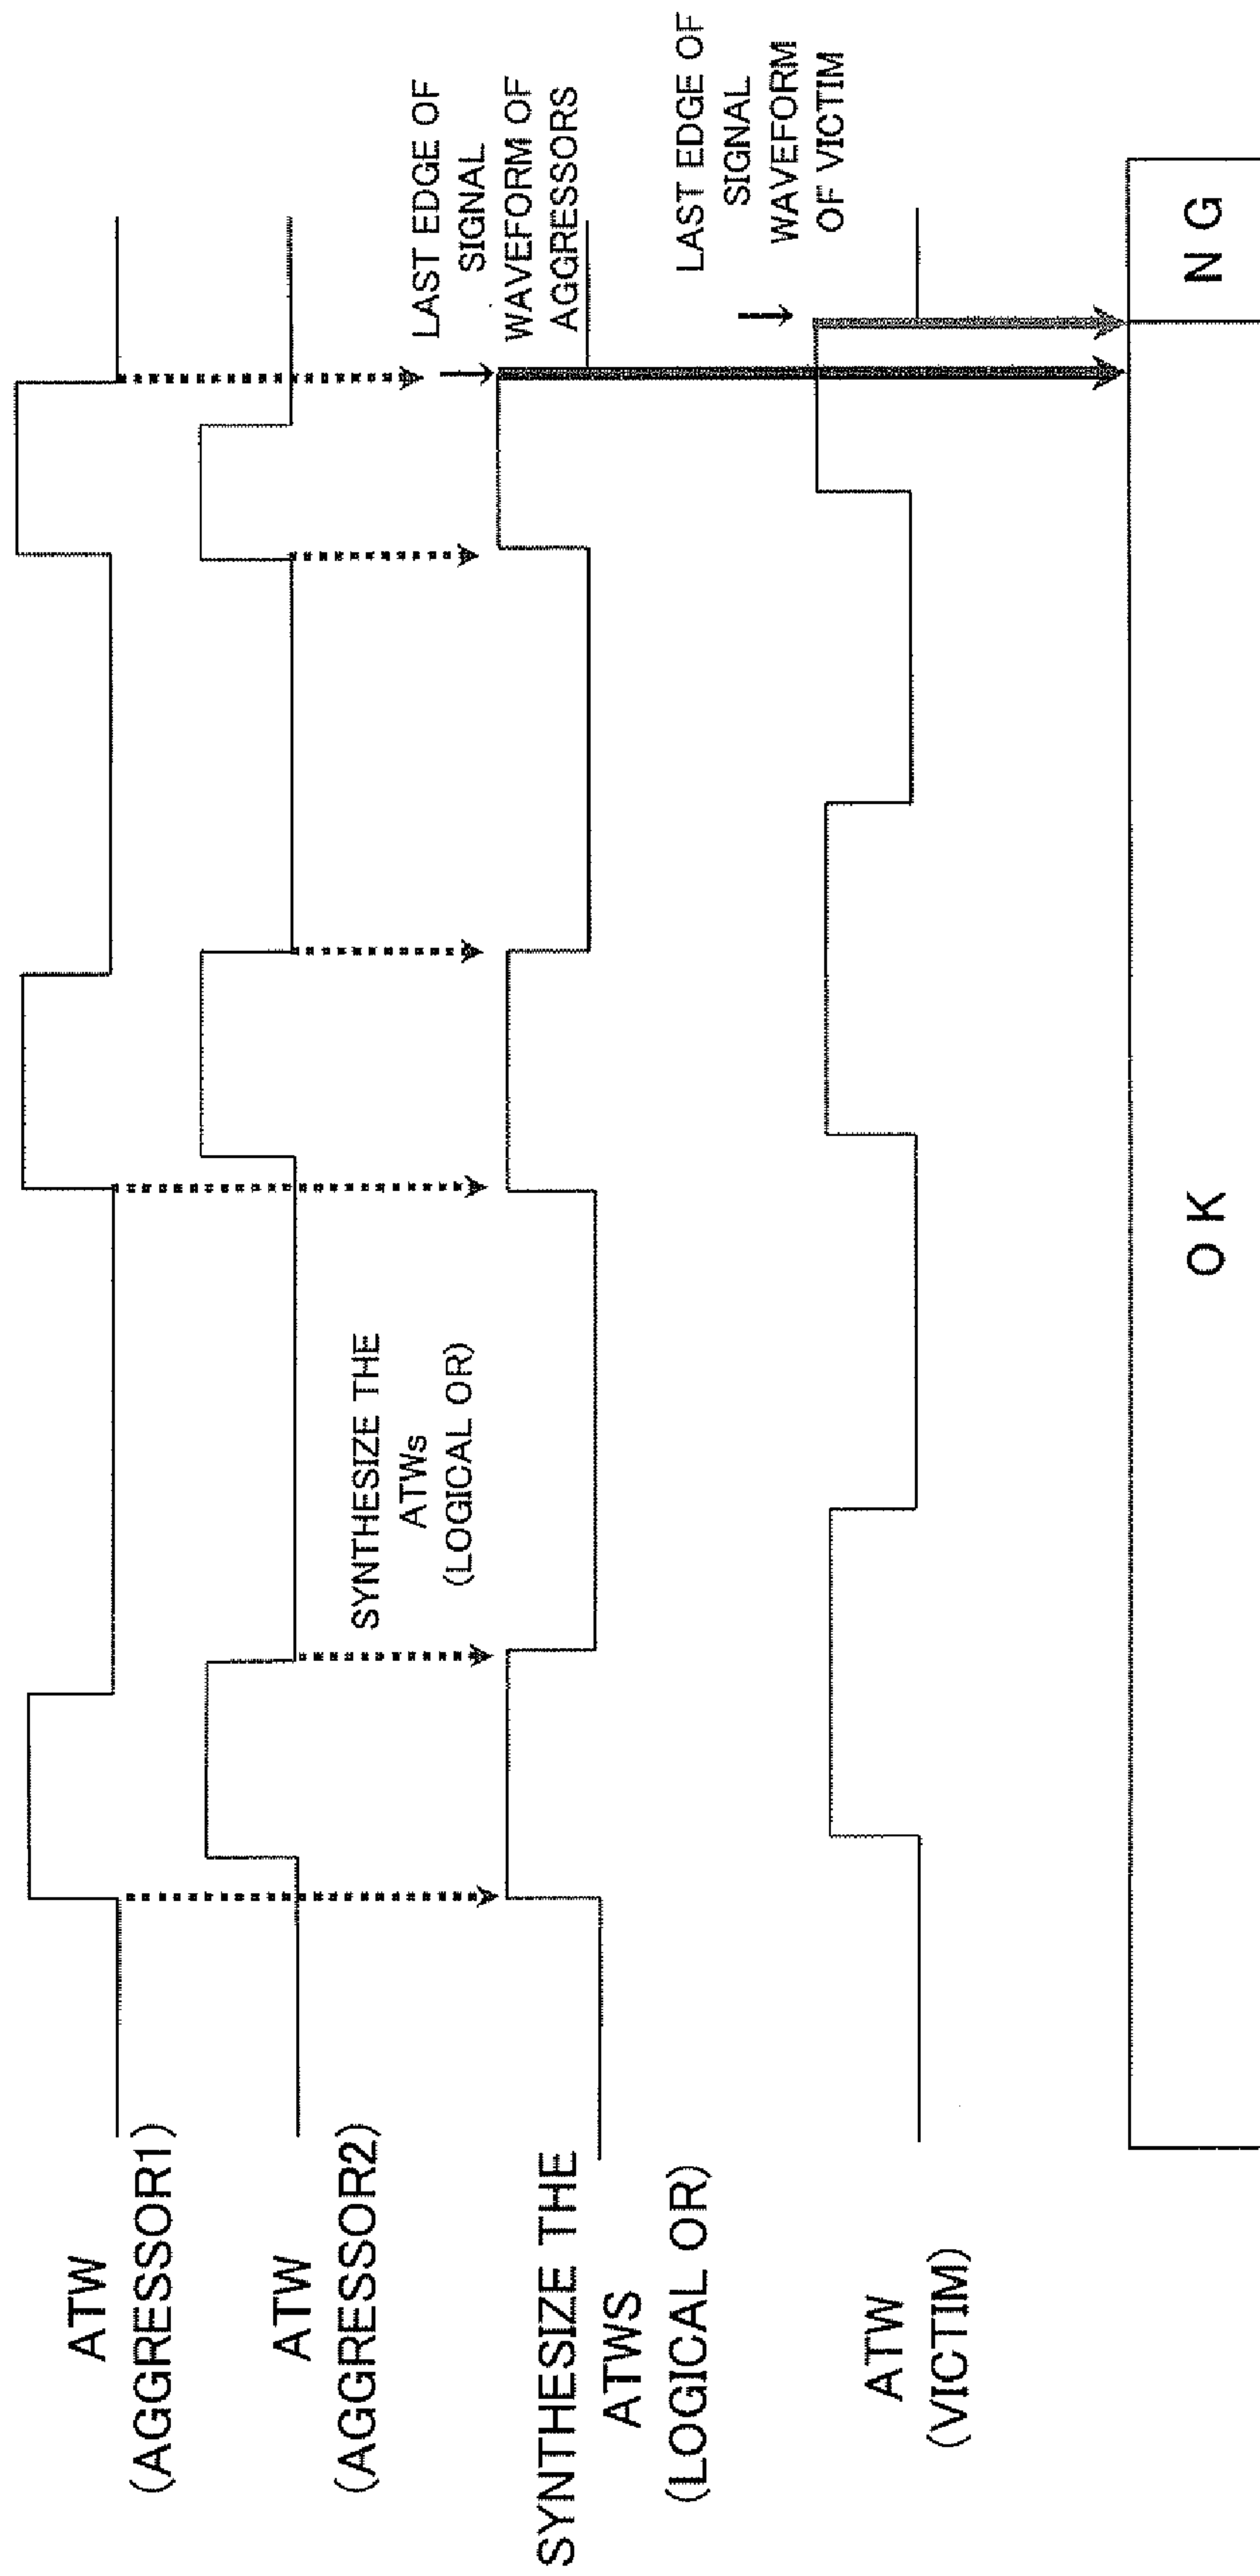 ATW
(AGGRESSOR1)
ATW
(AGGRESSOR2)
SYNTHESIZE THE
ATWs
(LOGICAL OR)
SYNTHESIZE THE
ATWS
(LOGICAL OR)
LAST EDGE OF
SIGNAL
WAVEFORM OF
AGGRESSORS
ATW
(VICTIM)
LAST EDGE OF
SIGNAL
WAVEFORM
OF VICTIM
OK
NG